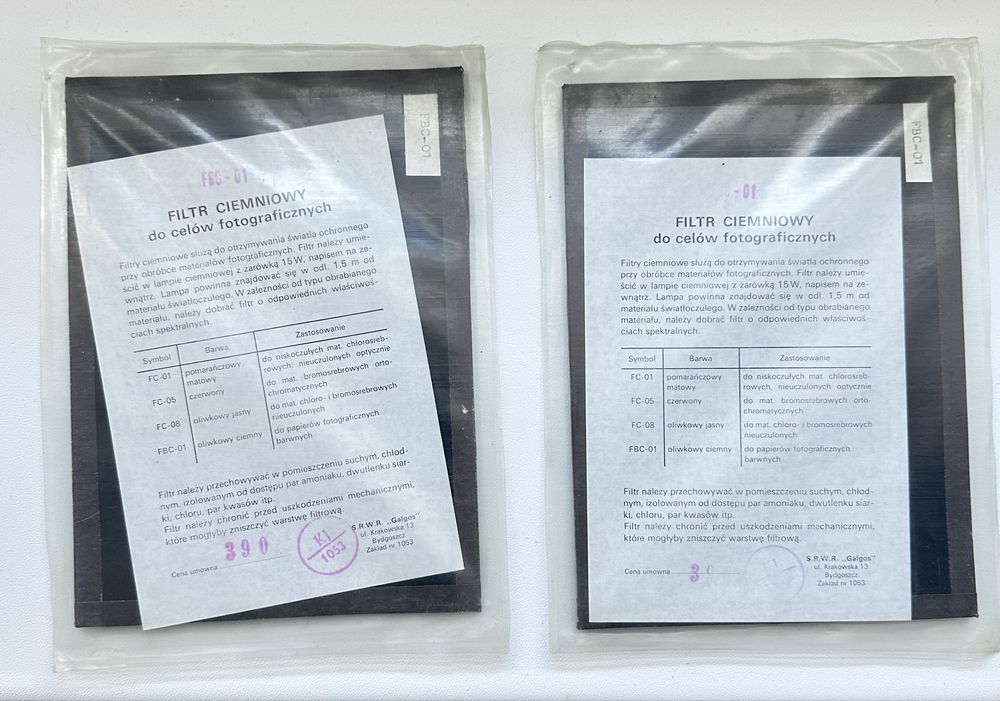 FBC-01
FBC-01
FILTR CIEMNIOWY
do celów fotograficznych
Filtry ciemniowe służą do otrzymywania światła ochronnego
przy obróbce materiałów fotograficznych. Filtr należy umie-
ścić w lampie ciemniowej z żarówką 15 W, napisem na ze-
wnątrz. Lampa powinna znajdować się w odl. 1,5 m od
materiału światłoczułego. W zależności od typu obrabianego
materiału, należy dobrać filtr o odpowiednich właściwoś-
ciach spektralnych.
Symbol Barwa Zastosowanie
FC-01 pomarańczowy do niskoczułych mat. chlorosreb-
matowy rowych, nieuczulonych optycznie
FC-05 czerwony do mat. bromosrebrowych orto-
chromatycznych
FC-08 oliwkowy jasny do mat. chloro- i bromosrebrowych
nieuczulonych
FBC-01 oliwkowy ciemny do papierów fotograficznych
barwnych
Filtr należy przechowywać w pomieszczeniu suchym, chłod-
nym, izolowanym od dostępu par amoniaku, dwutlenku siar-
ki, chloru, par kwasów itp.
Filtr należy chronić przed uszkodzeniami mechanicznymi,
które mogłyby zniszczyć warstwę filtrową.
Cena umowna 390
KJ
1053
S.R.W.R. „Galgos"
ul. Krakowska 13
Bydgoszcz
Zakład nr 1053
FBC-01
-01
FILTR CIEMNIOWY
do celów fotograficznych
Filtry ciemniowe służą do otrzymywania światła ochronnego
przy obróbce materiałów fotograficznych. Filtr należy umie-
ścić w lampie ciemniowej z żarówką 15 W, napisem na ze-
wnątrz. Lampa powinna znajdować się w odl. 1,5 m od
materiału światłoczułego. W zależności od typu obrabianego
materiału, należy dobrać filtr o odpowiednich właściwoś-
ciach spektralnych.
Symbol Barwa Zastosowanie
FC-01 pomarańczowy do niskoczułych mat. chlorosreb-
matowy rowych, nieuczulonych optycznie
FC-05 czerwony do mat. bromosrebrowych orto-
chromatycznych
FC-08 oliwkowy jasny do mat. chloro- i bromosrebrowych
nieuczulonych
FBC-01 oliwkowy ciemny do papierów fotograficznych
barwnych
Filtr należy przechowywać w pomieszczeniu suchym, chłod-
nym, izolowanym od dostępu par amoniaku, dwutlenku siar-
ki, chloru, par kwasów itp.
Filtr należy chronić przed uszkodzeniami mechanicznymi,
które mogłyby zniszczyć warstwę filtrową.
Cena umowna
S.R.W.R. „Galgos"
ul. Krakowska 13
Bydgoszcz
Zakład nr 1053